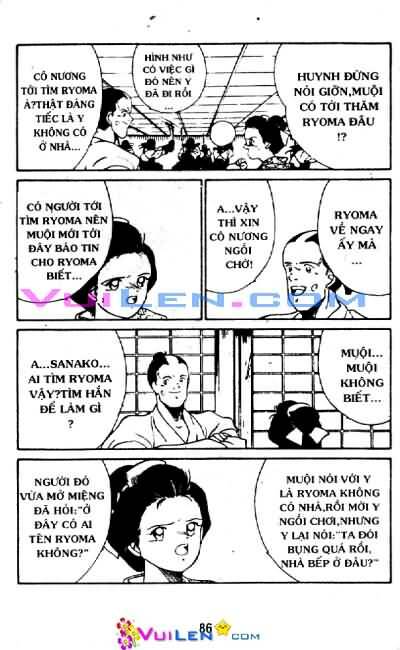 CÔ NƯƠNG
TỚI TÌM RYOMA
À?THẬT ĐÁNG
TIẾC LÀ Y
KHÔNG CÓ
Ở NHÀ...
HÌNH NHƯ
CÓ VIỆC GÌ
ĐÓ NÊN Y
ĐÃ ĐI RỒI
...
HUYNH ĐỪNG
NÓI GIỠN,MUỘI
CÓ TỚI THĂM
RYOMA ĐÂU
!?
CÓ NGƯỜI TỚI
TÌM RYOMA NÊN
MUỘI MỚI TỚI
ĐÂY BÁO TIN
CHO RYOMA
BIẾT...
A...VẬY
THÌ XIN
CÔ NƯƠNG
NGỒI
CHỜ!
RYOMA
VỀ NGAY
ẤY MÀ
...
VUILEN.COM
A...SANAKO...
AI TÌM RYOMA
VẬY?TÌM HẮN
ĐỂ LÀM GÌ
?
MUỘI...
MUỘI
KHÔNG
BIẾT...
NGƯỜI ĐÓ
VỪA MỞ MIỆNG
ĐÃ HỎI:"Ở
ĐÂY CÓ AI
TÊN RYOMA
KHÔNG?"
MUỘI NÓI VỚI Y
LÀ RYOMA KHÔNG
CÓ NHÀ,RỒI MỜI Y
NGỒI CHƠI,NHƯNG
Y LẠI NÓI:"TA ĐÓI
BỤNG QUÁ RỒI,
NHÀ BẾP Ở ĐÂU?"
86
VUILEN.COM